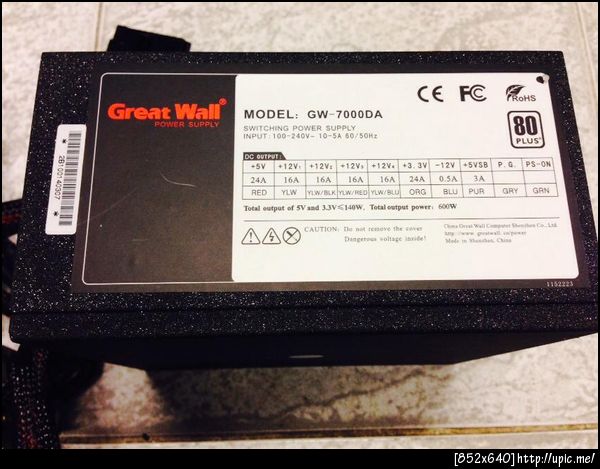 Great Wall®
POWER SUPPLY
MODEL: GW-7000DA
SWITCHING POWER SUPPLY
INPUT: 100-240V~ 10-5A 60/50Hz
CE FC RoHS
80
PLUS
DC OUTPUT:
+5V +12V1 +12V2 +12V3 +12V4 +3.3V -12V +5VSB P.G. PS-ON
24A 16A 16A 16A 16A 24A 0.5A 3A
RED YLW YLW/BLK YLW/RED YLW/BLU ORG BLU PUR GRY GRN
Total output of 5V and 3.3V≤140W. Total output power: 600W
CAUTION: Do not remove the cover
Dangerous voltage inside!
China Great Wall Computer Shenzhen Co., Ltd.
http://www.greatwall.cn/power
Made in Shenzhen, China
1152223
[852x640]http://upic.me/